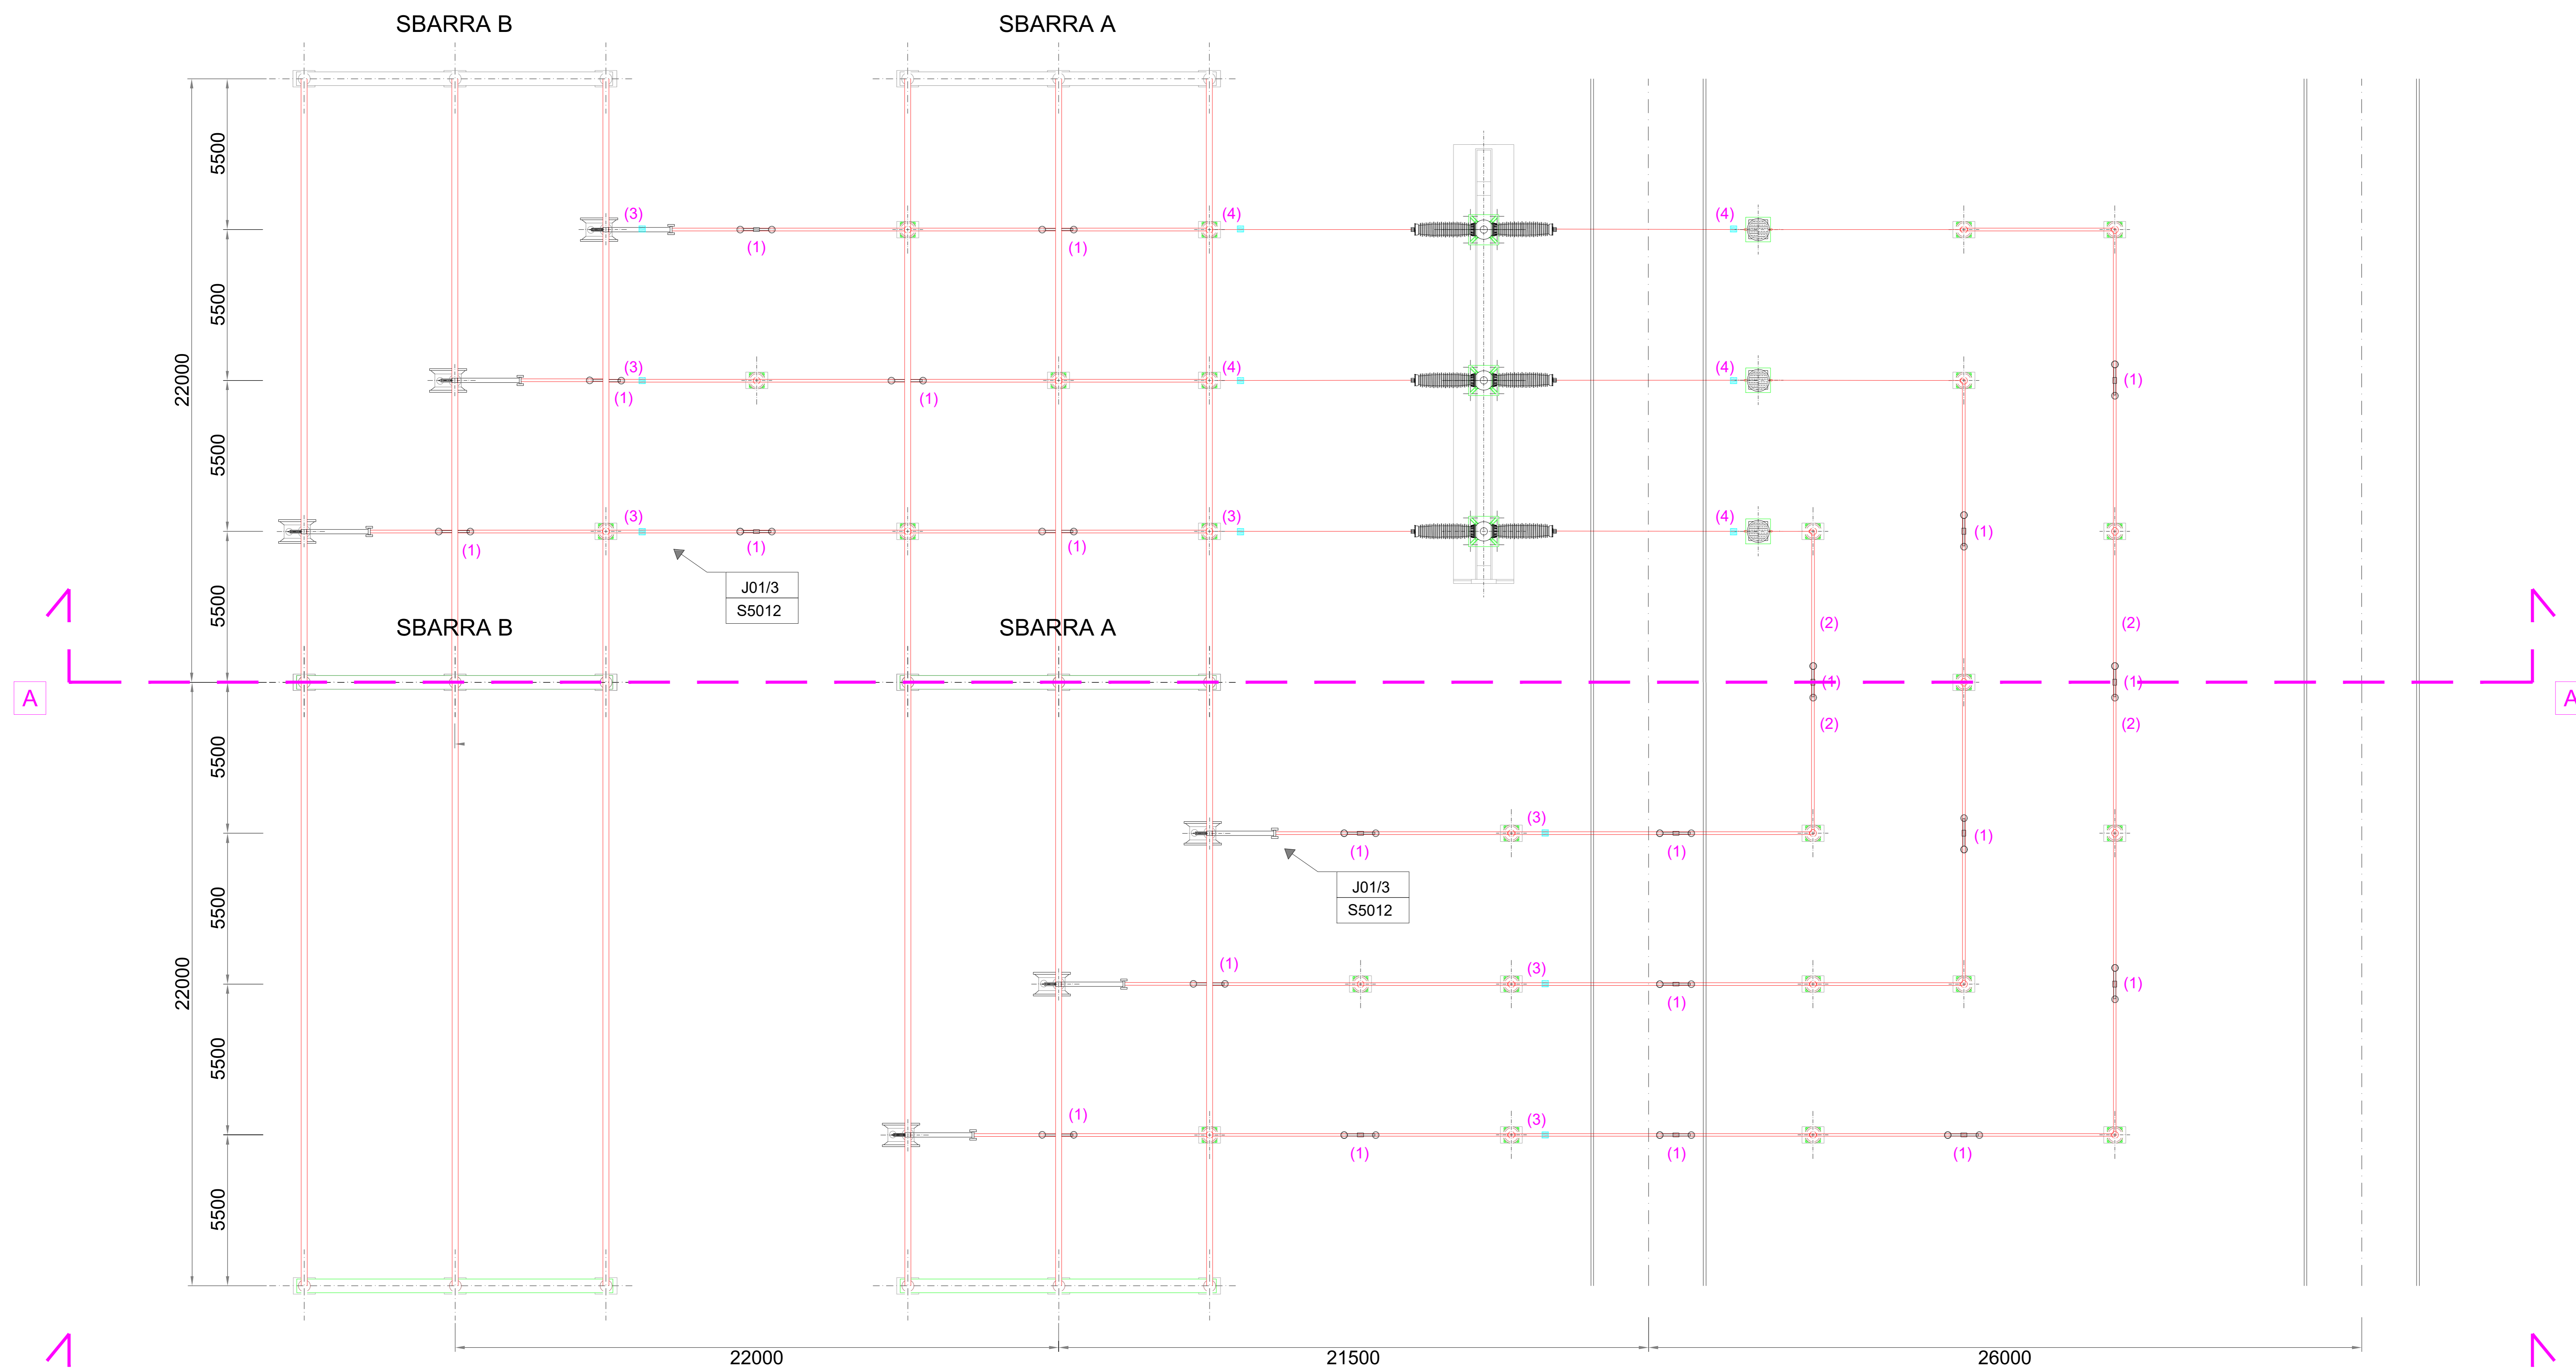 SBARRA B SBARRA A
5500
(3) (4) (4)
(1) (1)
5500
22000
(3) (4) (4) (1)
(1) (1)
5500
(3) (3) (4) (1)
(1) (1) (1)
J01/3
S5012
5500
SBARRA B SBARRA A
(2) (2)
A (1) (1) A
(2) (2)
5500
(3) (1)
(1) (1)
J01/3
S5012
5500
22000
(1) (3) (1)
(1)
5500
(1) (3)
(1) (1) (1)
5500
22000 21500 26000